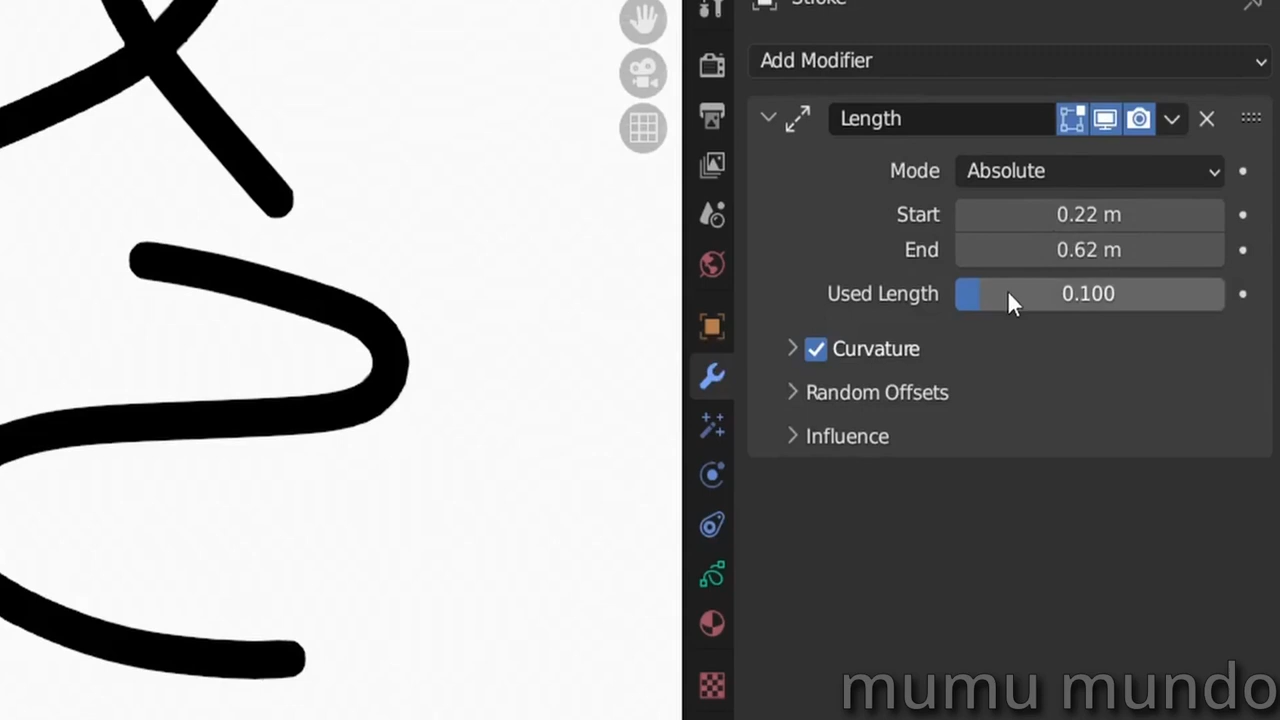 Stroke
Add Modifier
Length
Mode Absolute
Start 0.22 m
End 0.62 m
Used Length 0.100
Curvature
Random Offsets
Influence
mumu mundo